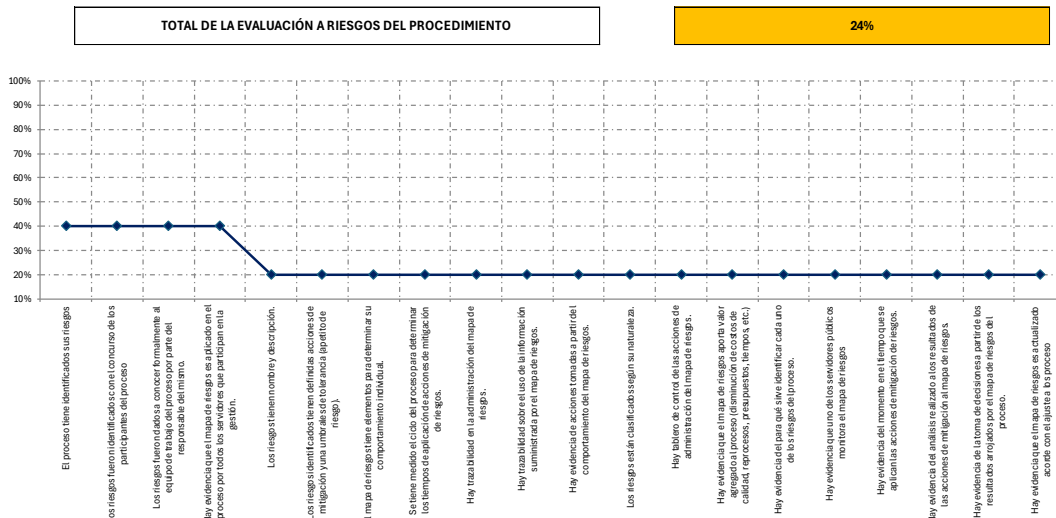 TOTAL DE LA EVALUACIÓN A RIESGOS DEL PROCEDIMIENTO
24%
100%
90%
80%
70%
60%
50%
40%
30%
20%
10%
El proceso tiene identificados sus riesgos
os riesgos fueron identificados con el concurso de los
participantes del proceso
Los riesgos fueron dados a conocer formalmente al
equipo de trabajo del proceso por parte del
responsable del mismo.
Hay evidencia que el mapa de riesgos es aplicado en el
proceso por todos los servidores que participan en la
gestión.
Los riesgos tienen nombre y descripción.
Los riesgos identificados tienen definidas acciones de
mitigación y una umbrales de tolerancia (apetito de
riesgo).
l mapa de riesgos tiene elementos para determinar su
comportamiento individual.
Se tiene medido el ciclo del proceso para determinar
los tiempos de aplicación de acciones de mitigación
de riesgos.
Hay trazabilidad en la administración del mapa de
riesgos.
Hay trazabilidad sobre el uso de la información
suministrada por el mapa de riesgos.
Hay evidencia de acciones tomadas a partir del
comportamiento del mapa de riesgos.
Los riesgos están clasificados según su naturaleza.
Hay tablero de control de las acciones de
administración del mapa de riesgos.
Hay evidencia que el mapa de riesgos aporta valor
agregado al proceso (disminución de costos de
calidad, reprocesos, presupuestos, tiempos, etc.)
Hay evidencia del para qué sirve identificar cada uno
de los riesgos del proceso.
Hay evidencia que uno de los servidores públicos
monitorea el mapa de riesgos
Hay evidencia del momento en el tiempo que se
aplican las acciones de mitigación de riesgos.
Hay evidencia del análisis realizado a los resultados de
las acciones de mitigación al mapa de riesgos.
Hay evidencia de la toma de decisiones a partir de los
resultados arrojados por el mapa de riesgos del
proceso.
Hay evidencia que el mapa de riesgos es actualizado
acorde con el ajuste a los riesgos.